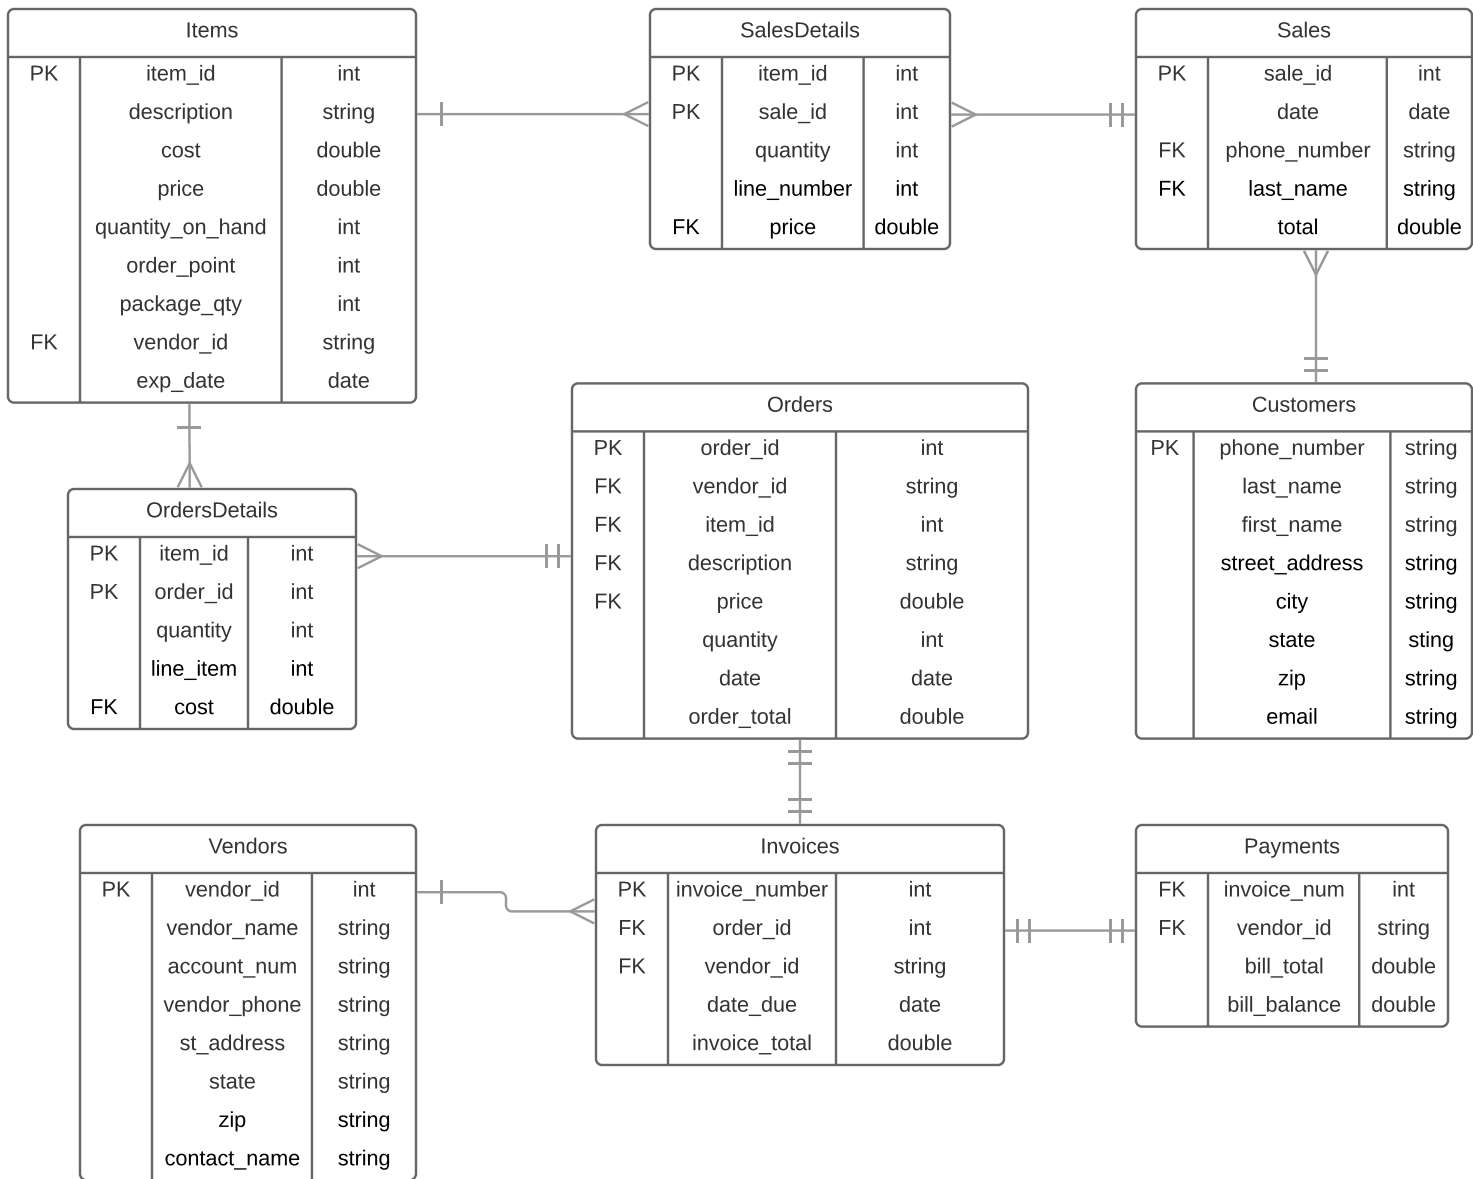 Items
PK item_id int
description string
cost double
price double
quantity_on_hand int
order_point int
package_qty int
FK vendor_id string
exp_date date
SalesDetails
PK item_id int
PK sale_id int
quantity int
line_number int
FK price double
Sales
PK sale_id int
date date
FK phone_number string
FK last_name string
total double
OrdersDetails
PK item_id int
PK order_id int
quantity int
line_item int
FK cost double
Orders
PK order_id int
FK vendor_id string
FK item_id int
FK description string
FK price double
quantity int
date date
order_total double
Customers
PK phone_number string
last_name string
first_name string
street_address string
city string
state sting
zip string
email string
Vendors
PK vendor_id int
vendor_name string
account_num string
vendor_phone string
st_address string
state string
zip string
contact_name string
Invoices
PK invoice_number int
FK order_id int
FK vendor_id string
date_due date
invoice_total double
Payments
FK invoice_num int
FK vendor_id string
bill_total double
bill_balance double